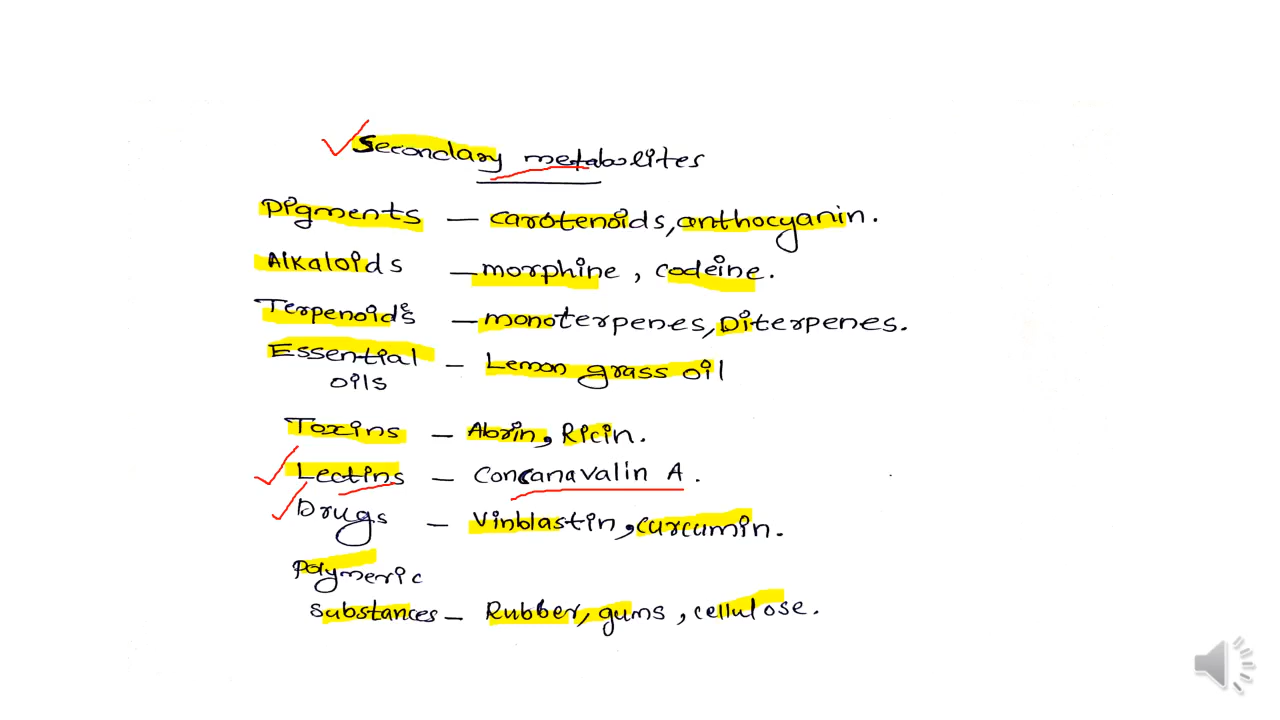 Secondary metabolites
Pigments — carotenoids, anthocyanin.
Alkaloids — morphine, codeine.
Terpenoids — monoterpenes, Diterpenes.
Essential — Lemon grass oil
oils
Toxins — Abrin, Ricin.
Lectins — Concanavalin A.
Drugs — Vinblastin, curcumin.
Polymeric
Substances — Rubber, gums, cellulose.